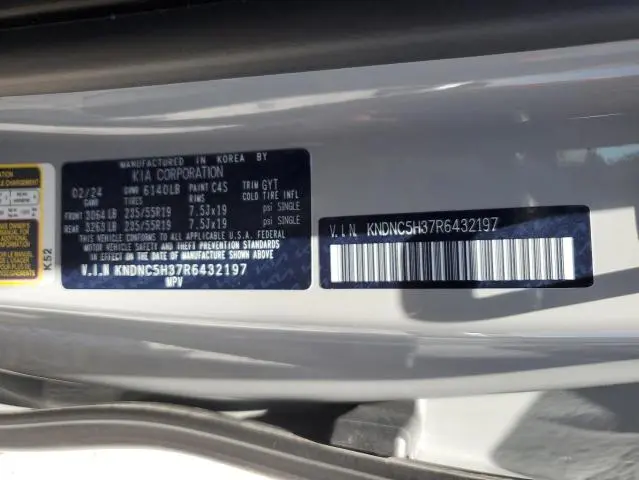 MANUFACTURED IN KOREA BY
KIA CORPORATION
02/24 GVWR 6140LB PAINT C4S TRIM GYT
GAWR TIRES RIMS COLD TIRE INFL
FRONT 3064LB 235/55R19 7.5Jx19 psi SINGLE
REAR 3263LB 235/55R19 7.5Jx19 psi SINGLE
THIS VEHICLE CONFORMS TO ALL APPLICABLE U.S.A. FEDERAL
MOTOR VEHICLE SAFETY AND THEFT PREVENTION STANDARDS
IN EFFECT ON THE DATE OF MANUFACTURE SHOWN ABOVE
V.I.N KNDNC5H37R6432197
MPV
K52
V.I.N. KNDNC5H37R6432197